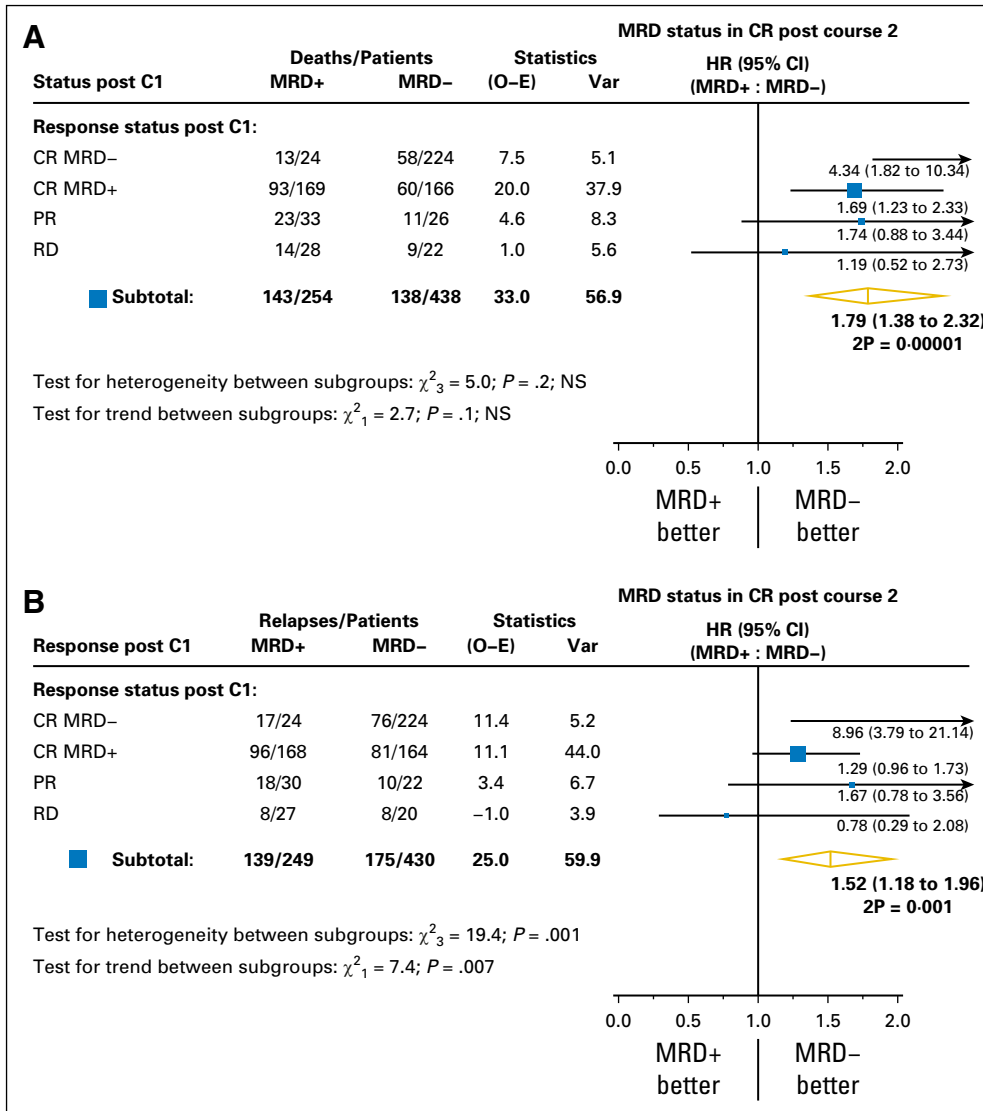 A
MRD status in CR post course 2
Deaths/Patients Statistics HR (95% CI)
Status post C1 MRD+ MRD− (O–E) Var (MRD+ : MRD−)
Response status post C1:
CR MRD− 13/24 58/224 7.5 5.1 4.34 (1.82 to 10.34)
CR MRD+ 93/169 60/166 20.0 37.9 1.69 (1.23 to 2.33)
PR 23/33 11/26 4.6 8.3 1.74 (0.88 to 3.44)
RD 14/28 9/22 1.0 5.6 1.19 (0.52 to 2.73)
Subtotal: 143/254 138/438 33.0 56.9 1.79 (1.38 to 2.32)
2P = 0·00001
Test for heterogeneity between subgroups: χ²₃ = 5.0; P = .2; NS
Test for trend between subgroups: χ²₁ = 2.7; P = .1; NS
0.0 0.5 1.0 1.5 2.0
MRD+ MRD−
better better
B
MRD status in CR post course 2
Relapses/Patients Statistics HR (95% CI)
Response post C1 MRD+ MRD− (O–E) Var (MRD+ : MRD−)
Response status post C1:
CR MRD− 17/24 76/224 11.4 5.2 8.96 (3.79 to 21.14)
CR MRD+ 96/168 81/164 11.1 44.0 1.29 (0.96 to 1.73)
PR 18/30 10/22 3.4 6.7 1.67 (0.78 to 3.56)
RD 8/27 8/20 −1.0 3.9 0.78 (0.29 to 2.08)
Subtotal: 139/249 175/430 25.0 59.9 1.52 (1.18 to 1.96)
2P = 0·001
Test for heterogeneity between subgroups: χ²₃ = 19.4; P = .001
Test for trend between subgroups: χ²₁ = 7.4; P = .007
0.0 0.5 1.0 1.5 2.0
MRD+ MRD−
better better